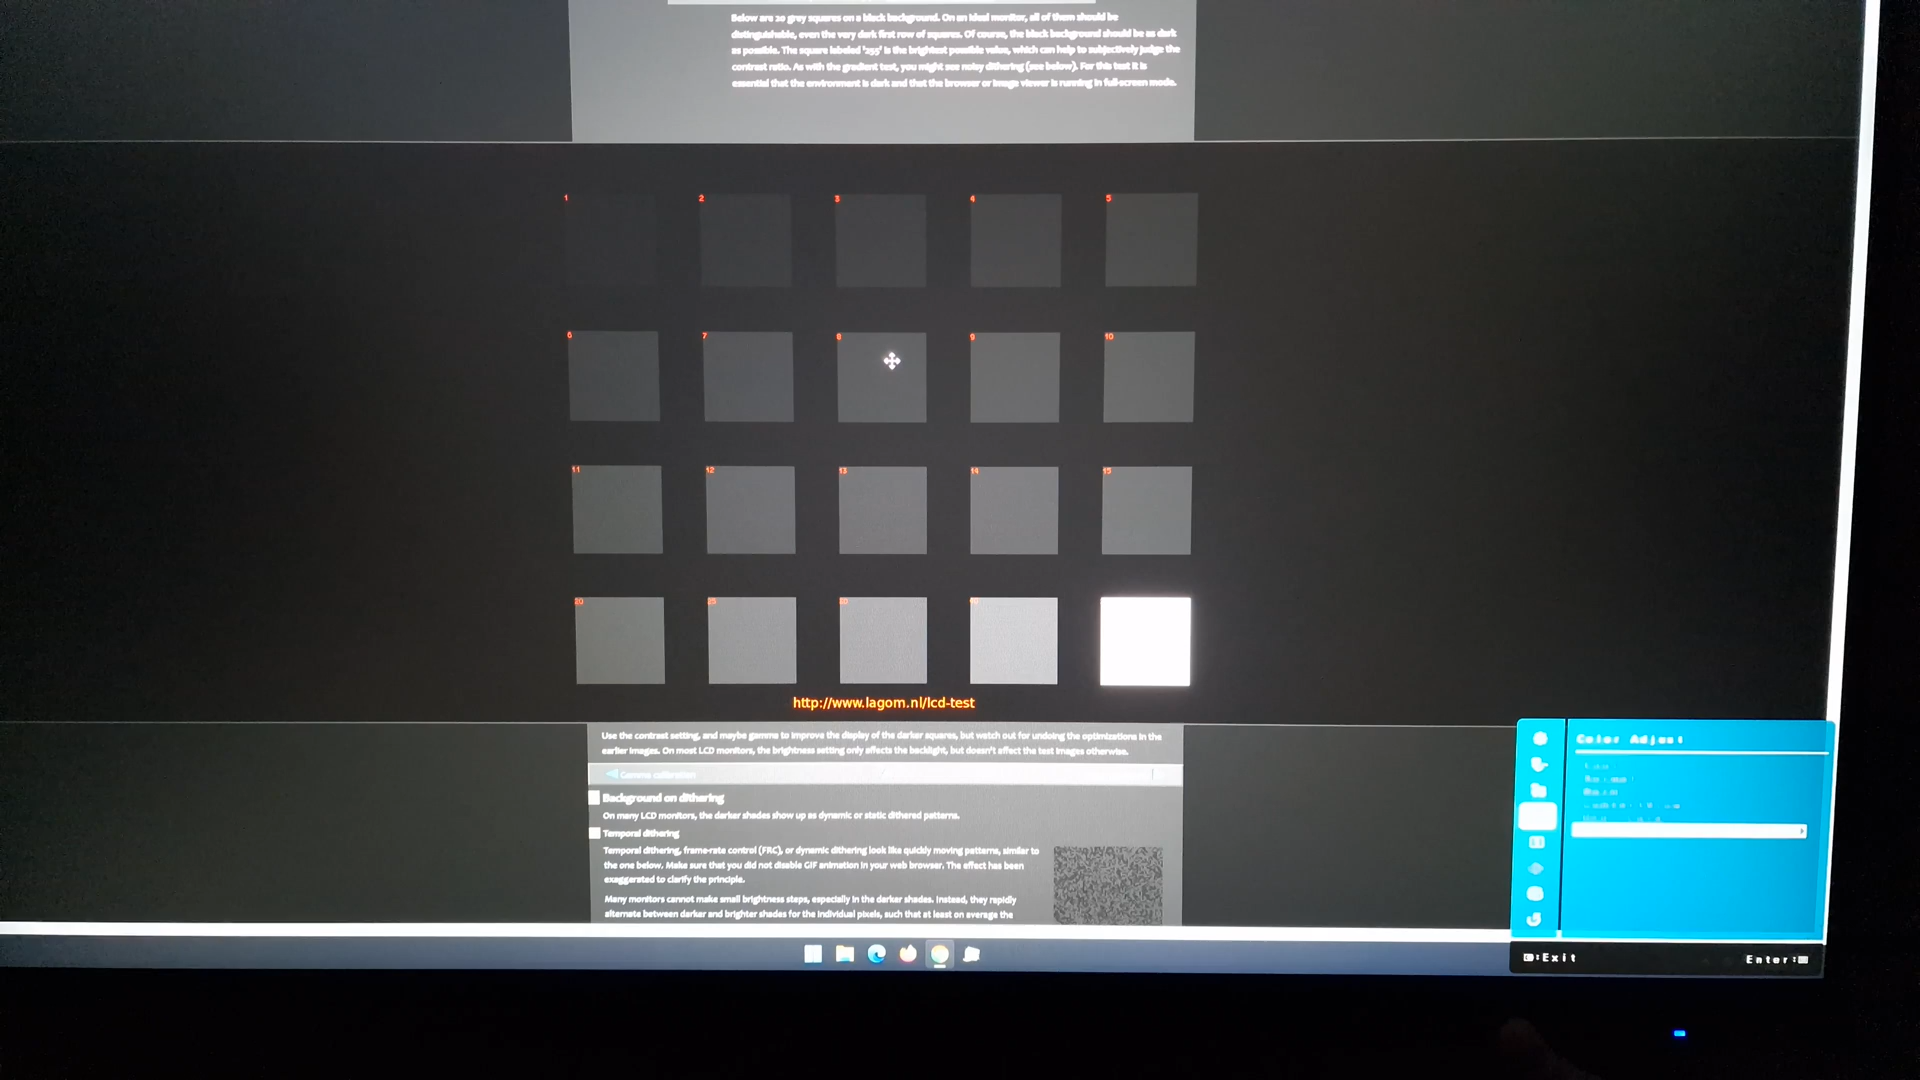 Below are 20 grey squares on a black background. On an ideal monitor, all of them should be
distinguishable, even the very dark first row of squares. Of course, the black background should be as dark
as possible. The square labeled '255' is the brightest possible value, which can help to subjectively judge the
contrast ratio. As with the gradient test, you might see noisy dithering (see below). For this test it is
essential that the environment is dark and that the browser or image viewer is running in full-screen mode.
1 2 3 4 5
6 7 8 9 10
11 12 13 14 15
20 25 30 40
http://www.lagom.nl/lcd-test
Use the contrast setting, and maybe gamma to improve the display of the darker squares, but watch out for undoing the optimizations in the
earlier images. On most LCD monitors, the brightness setting only affects the backlight, but doesn't affect the test images otherwise.
Gamma calibration
Background on dithering
On many LCD monitors, the darker shades show up as dynamic or static dithered patterns.
Temporal dithering
Temporal dithering, frame-rate control (FRC), or dynamic dithering look like quickly moving patterns, similar to
the one below. Make sure that you did not disable GIF animation in your web browser. The effect has been
exaggerated to clarify the principle.
Many monitors cannot make small brightness steps, especially in the darker shades. Instead, they rapidly
alternate between darker and brighter shades for the individual pixels, such that at least on average the
Color Adjust
:Exit
Enter: